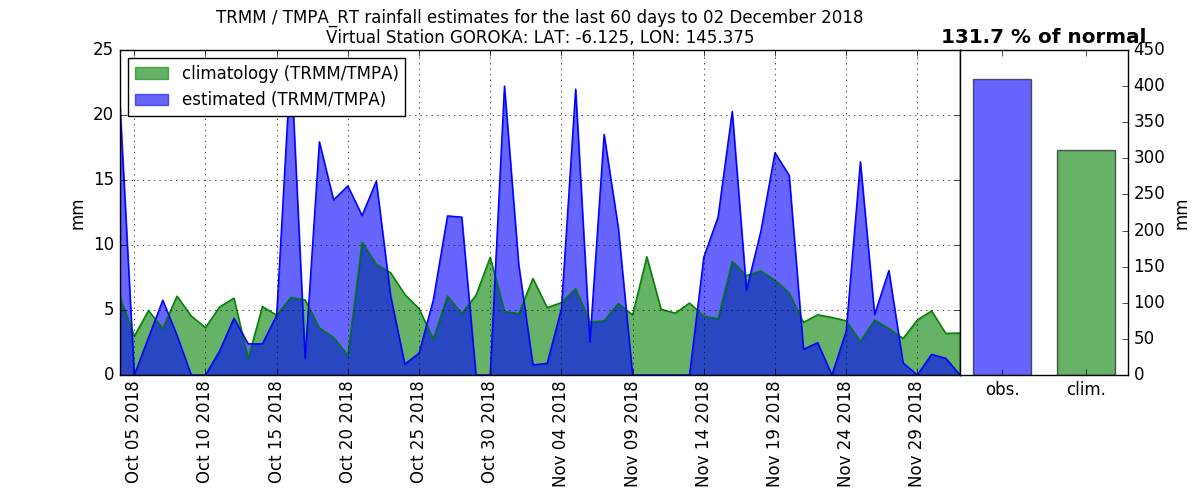 TRMM / TMPA_RT rainfall estimates for the last 60 days to 02 December 2018
Virtual Station GOROKA: LAT: -6.125, LON: 145.375
131.7 % of normal
climatology (TRMM/TMPA)
estimated (TRMM/TMPA)
25
20
15
10
5
0
mm
Oct 05 2018
Oct 10 2018
Oct 15 2018
Oct 20 2018
Oct 25 2018
Oct 30 2018
Nov 04 2018
Nov 09 2018
Nov 14 2018
Nov 19 2018
Nov 24 2018
Nov 29 2018
obs.
clim.
450
400
350
300
250
200
150
100
50
0
mm